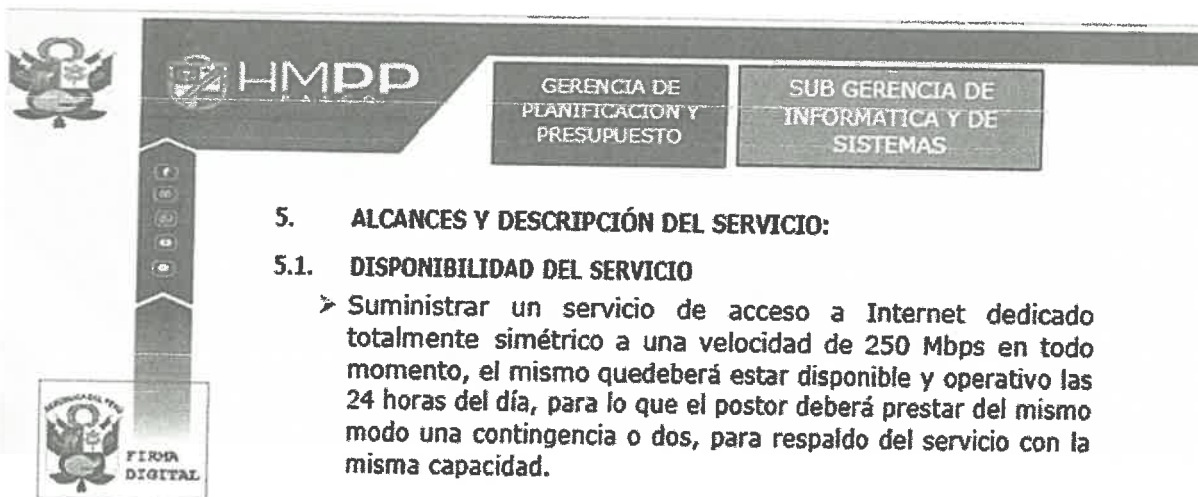 HMPP
PASCO
GERENCIA DE
PLANIFICACION Y
PRESUPUESTO
SUB GERENCIA DE
INFORMATICA Y DE
SISTEMAS
5. ALCANCES Y DESCRIPCIÓN DEL SERVICIO:
5.1. DISPONIBILIDAD DEL SERVICIO
➢ Suministrar un servicio de acceso a Internet dedicado
totalmente simétrico a una velocidad de 250 Mbps en todo
momento, el mismo quedeberá estar disponible y operativo las
24 horas del día, para lo que el postor deberá prestar del mismo
modo una contingencia o dos, para respaldo del servicio con la
misma capacidad.
FIRMA
DIGITAL